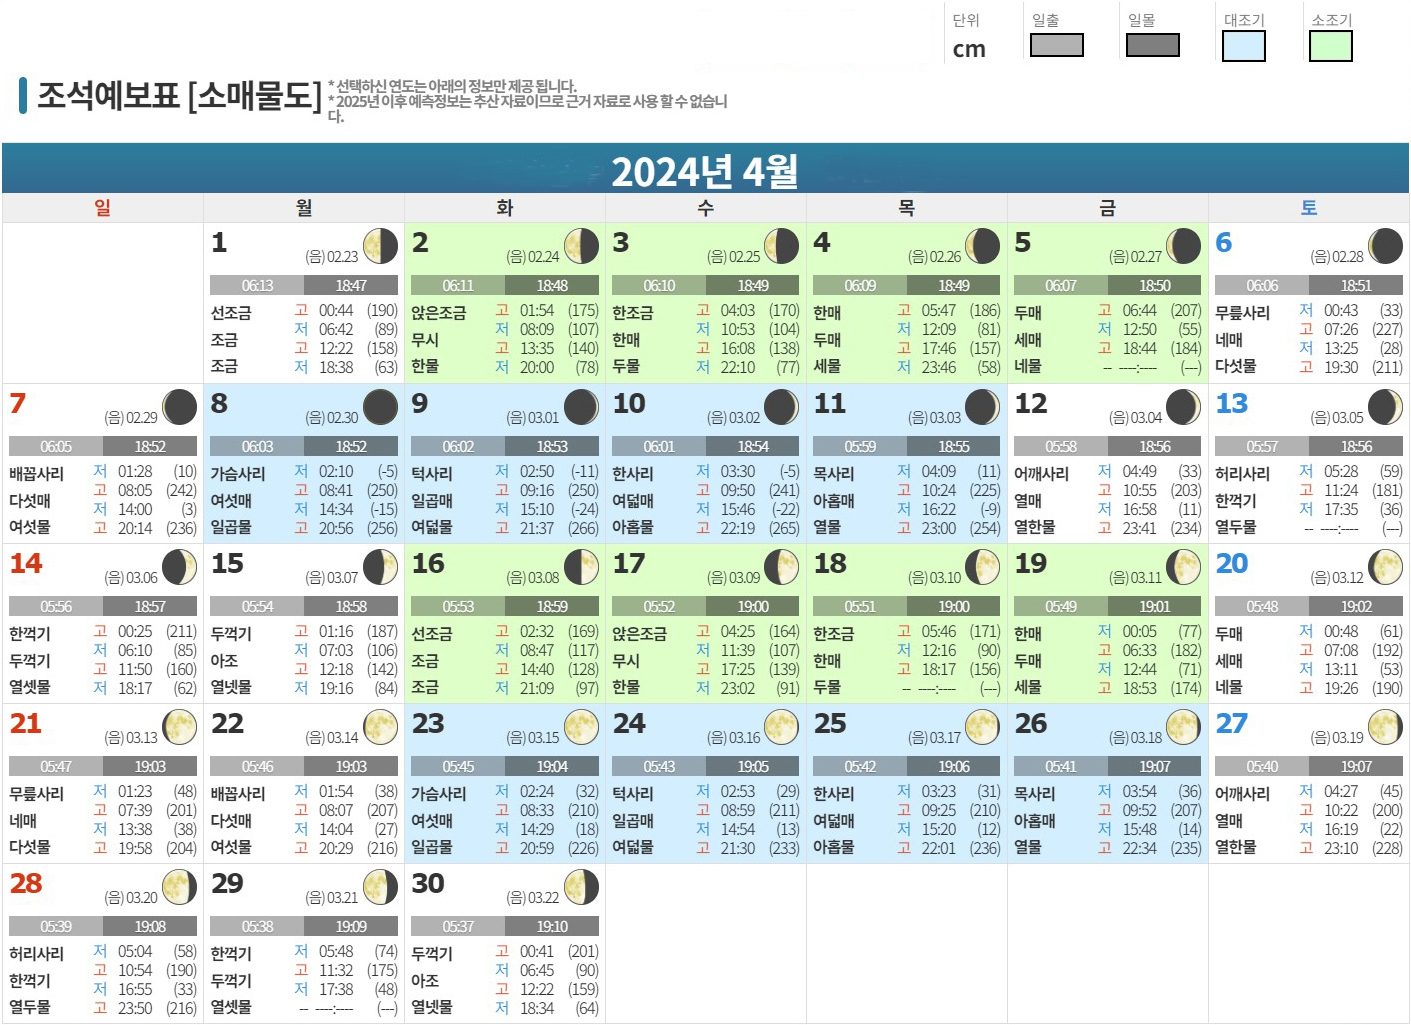 단위 일출 일몰 대조기 소조기
cm
조석예보표 [소매물도]
* 선택하신 연도는 아래의 정보만 제공 됩니다.
* 2025년 이후 예측정보는 추산 자료이므로 근거 자료로 사용 할 수 없습니
다.
2024년 4월
일 월 화 수 목 금 토
1 (음) 02.23
06:13 18:47
선조금 조금 조금
고 00:44 (190)
저 06:42 (89)
고 12:22 (158)
저 18:38 (63)
2 (음) 02.24
06:11 18:48
앉은조금 무시 한물
고 01:54 (175)
저 08:09 (107)
고 13:35 (140)
저 20:00 (78)
3 (음) 02.25
06:10 18:49
한조금 한매 두물
고 04:03 (170)
저 10:53 (104)
고 16:08 (138)
저 22:10 (77)
4 (음) 02.26
06:09 18:49
한매 두매 세물
고 05:47 (186)
저 12:09 (81)
고 17:46 (157)
저 23:46 (58)
5 (음) 02.27
06:07 18:50
두매 세매 네물
고 06:44 (207)
저 12:50 (55)
고 18:44 (184)
-- ----:---- (---)
6 (음) 02.28
06:06 18:51
무릎사리 네매 다섯물
저 00:43 (33)
고 07:26 (227)
저 13:25 (28)
고 19:30 (211)
7 (음) 02.29
06:05 18:52
배꼽사리 다섯매 여섯물
저 01:28 (10)
고 08:05 (242)
저 14:00 (3)
고 20:14 (236)
8 (음) 02.30
06:03 18:52
가슴사리 여섯매 일곱물
저 02:10 (-5)
고 08:41 (250)
저 14:34 (-15)
고 20:56 (256)
9 (음) 03.01
06:02 18:53
턱사리 일곱매 여덟물
저 02:50 (-11)
고 09:16 (250)
저 15:10 (-24)
고 21:37 (266)
10 (음) 03.02
06:01 18:54
한사리 여덟매 아홉물
저 03:30 (-5)
고 09:50 (241)
저 15:46 (-22)
고 22:19 (265)
11 (음) 03.03
05:59 18:55
목사리 아홉매 열물
저 04:09 (11)
고 10:24 (225)
저 16:22 (-9)
고 23:00 (254)
12 (음) 03.04
05:58 18:56
어깨사리 열매 열한물
저 04:49 (33)
고 10:55 (203)
저 16:58 (11)
고 23:41 (234)
13 (음) 03.05
05:57 18:56
허리사리 한꺽기 열두물
저 05:28 (59)
고 11:24 (181)
저 17:35 (36)
-- ----:---- (---)
14 (음) 03.06
05:56 18:57
한꺽기 두꺽기 열셋물
고 00:25 (211)
저 06:10 (85)
고 11:50 (160)
저 18:17 (62)
15 (음) 03.07
05:54 18:58
두꺽기 아조 열넷물
고 01:16 (187)
저 07:03 (106)
고 12:18 (142)
저 19:16 (84)
16 (음) 03.08
05:53 18:59
선조금 조금 조금
고 02:32 (169)
저 08:47 (117)
고 14:40 (128)
저 21:09 (97)
17 (음) 03.09
05:52 19:00
앉은조금 무시 한물
고 04:25 (164)
저 11:39 (107)
고 17:25 (139)
저 23:02 (91)
18 (음) 03.10
05:51 19:00
한조금 한매 두물
고 05:46 (171)
저 12:16 (90)
고 18:17 (156)
-- ----:---- (---)
19 (음) 03.11
05:49 19:01
한매 두매 세물
저 00:05 (77)
고 06:33 (182)
저 12:44 (71)
고 18:53 (174)
20 (음) 03.12
05:48 19:02
두매 세매 네물
저 00:48 (61)
고 07:08 (192)
저 13:11 (53)
고 19:26 (190)
21 (음) 03.13
05:47 19:03
무릎사리 네매 다섯물
저 01:23 (48)
고 07:39 (201)
저 13:38 (38)
고 19:58 (204)
22 (음) 03.14
05:46 19:03
배꼽사리 다섯매 여섯물
저 01:54 (38)
고 08:07 (207)
저 14:04 (27)
고 20:29 (216)
23 (음) 03.15
05:45 19:04
가슴사리 여섯매 일곱물
저 02:24 (32)
고 08:33 (210)
저 14:29 (18)
고 20:59 (226)
24 (음) 03.16
05:43 19:05
턱사리 일곱매 여덟물
저 02:53 (29)
고 08:59 (211)
저 14:54 (13)
고 21:30 (233)
25 (음) 03.17
05:42 19:06
한사리 여덟매 아홉물
저 03:23 (31)
고 09:25 (210)
저 15:20 (12)
고 22:01 (236)
26 (음) 03.18
05:41 19:07
목사리 아홉매 열물
저 03:54 (36)
고 09:52 (207)
저 15:48 (14)
고 22:34 (235)
27 (음) 03.19
05:40 19:07
어깨사리 열매 열한물
저 04:27 (45)
고 10:22 (200)
저 16:19 (22)
고 23:10 (228)
28 (음) 03.20
05:39 19:08
허리사리 한꺽기 열두물
저 05:04 (58)
고 10:54 (190)
저 16:55 (33)
고 23:50 (216)
29 (음) 03.21
05:38 19:09
한꺽기 두꺽기 열셋물
저 05:48 (74)
고 11:32 (175)
저 17:38 (48)
-- ----:---- (---)
30 (음) 03.22
05:37 19:10
두꺽기 아조 열넷물
고 00:41 (201)
저 06:45 (90)
고 12:22 (159)
저 18:34 (64)